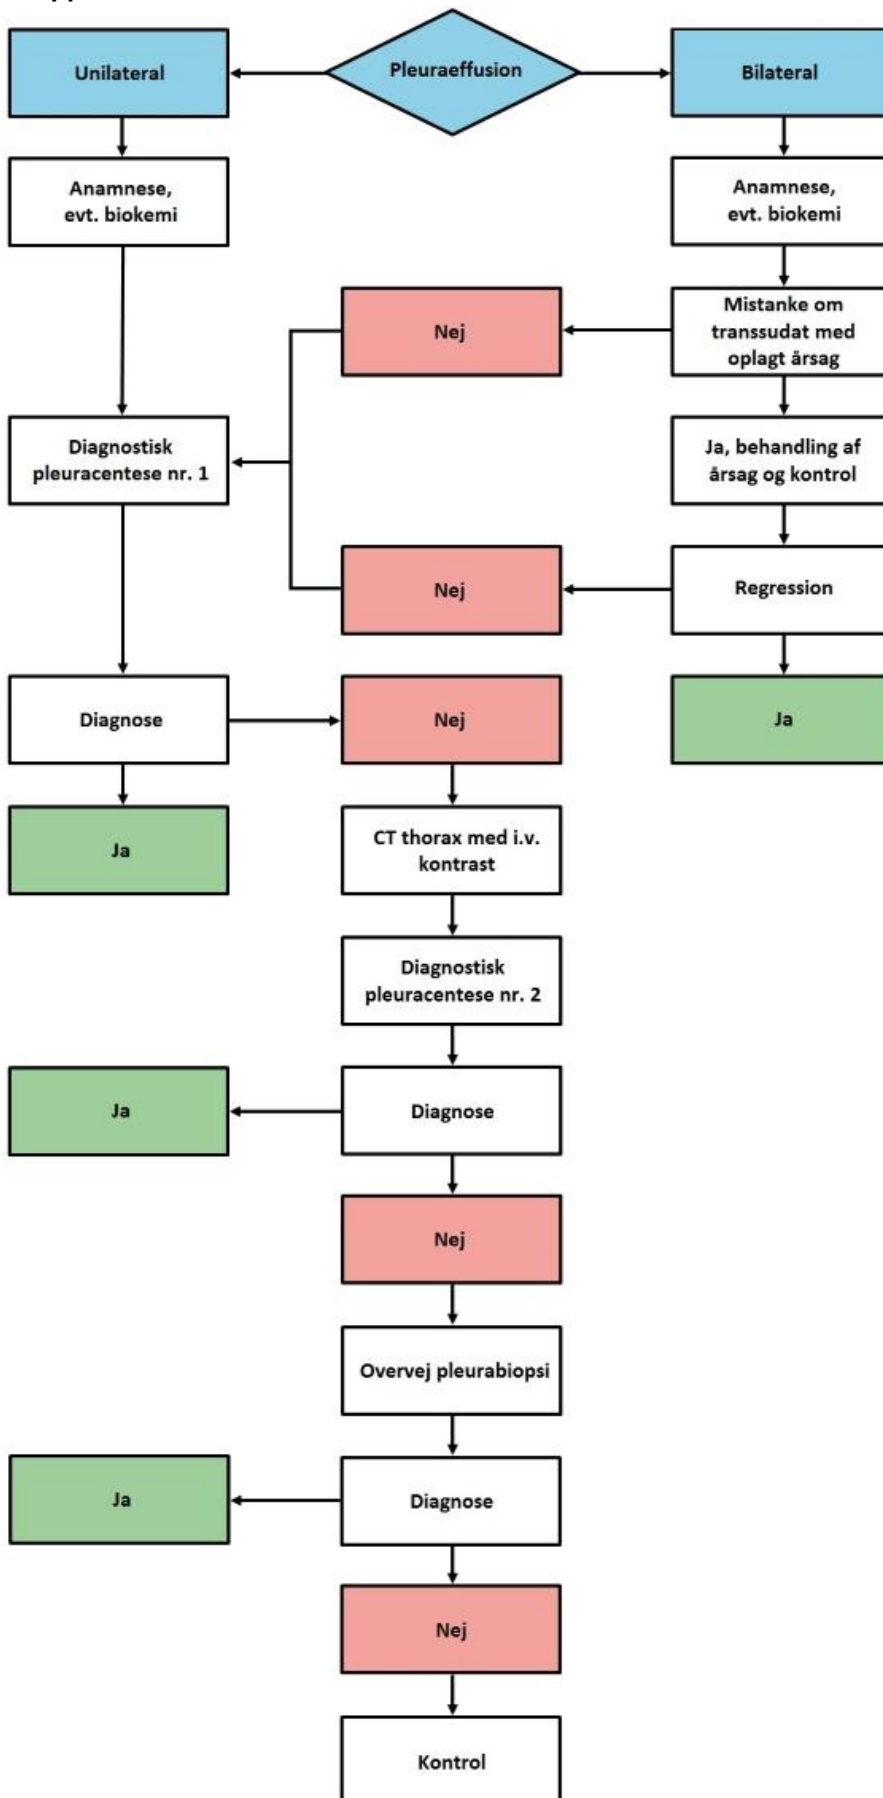 Unilateral
Pleuraeffusion
Bilateral
Anamnese,
evt. biokemi
Anamnese,
evt. biokemi
Nej
Mistanke om
transsudat med
oplagt årsag
Diagnostisk
pleuracentese nr. 1
Ja, behandling af
årsag og kontrol
Nej
Regression
Diagnose
Nej
Ja
Ja
CT thorax med i.v.
kontrast
Diagnostisk
pleuracentese nr. 2
Ja
Diagnose
Nej
Overvej pleurabiopsi
Ja
Diagnose
Nej
Kontrol